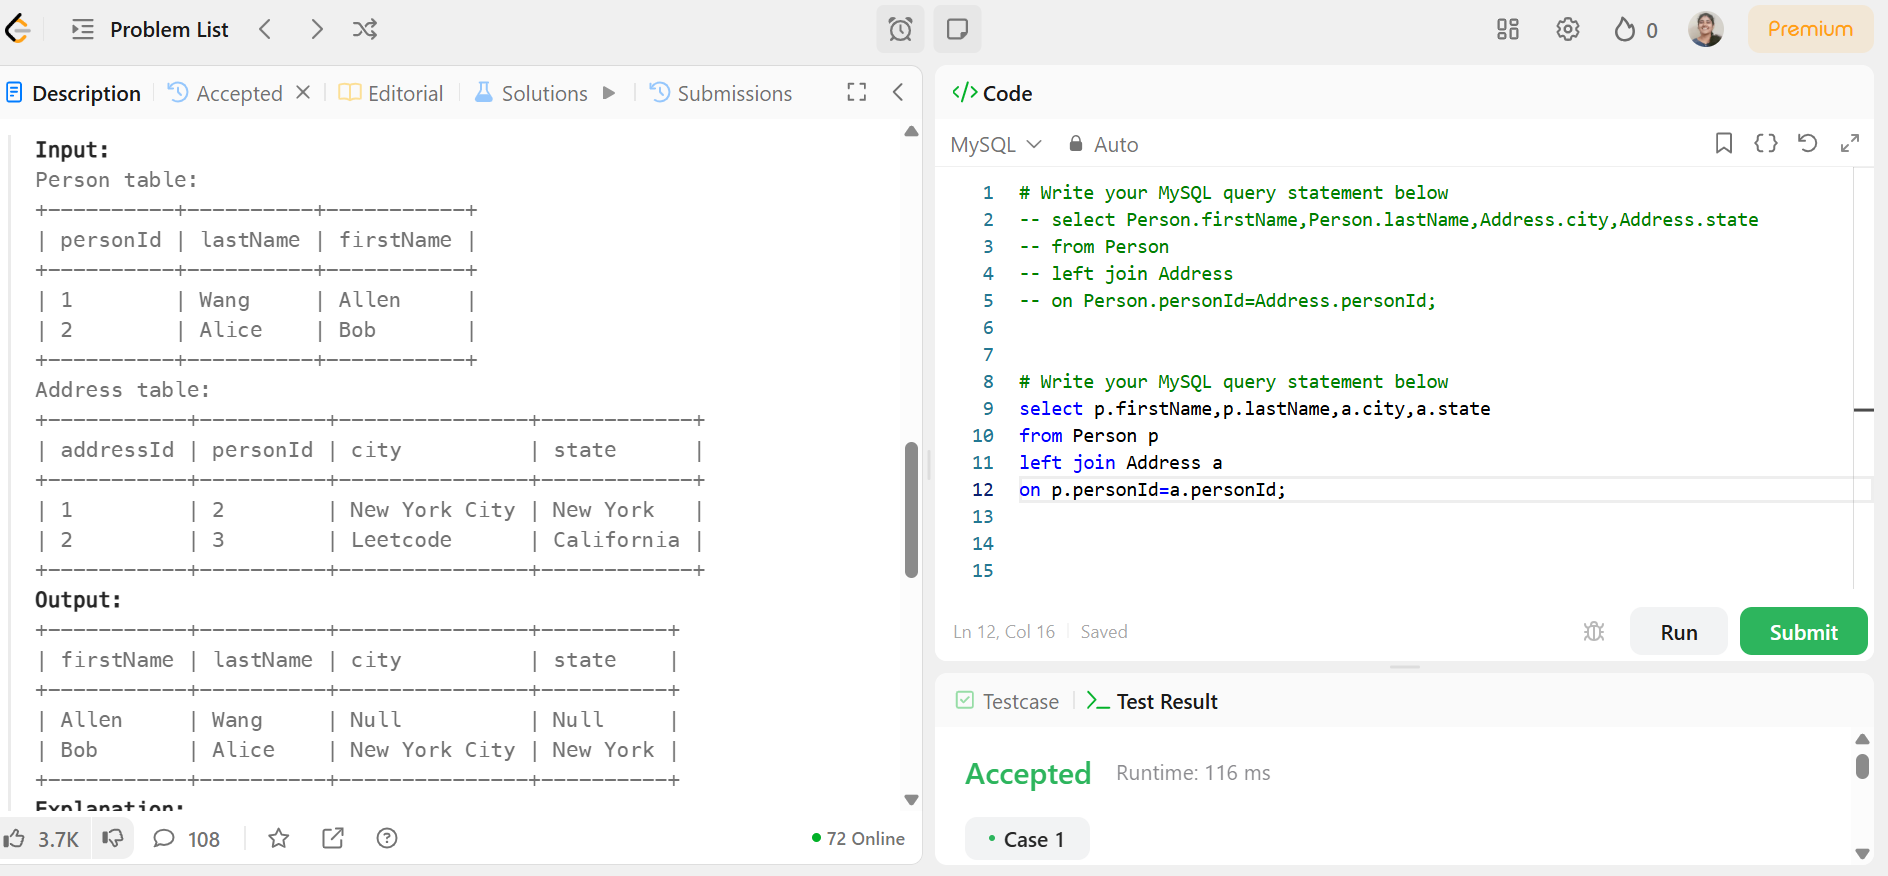 Problem List
0
Premium
Description
Accepted
Editorial
Solutions
Submissions
Input:
Person table:
+----------+----------+-----------+
| personId | lastName | firstName |
+----------+----------+-----------+
| 1        | Wang     | Allen     |
| 2        | Alice    | Bob       |
+----------+----------+-----------+
Address table:
+-----------+----------+---------------+------------+
| addressId | personId | city          | state      |
+-----------+----------+---------------+------------+
| 1         | 2        | New York City | New York   |
| 2         | 3        | Leetcode      | California |
+-----------+----------+---------------+------------+
Output:
+-----------+----------+---------------+----------+
| firstName | lastName | city          | state    |
+-----------+----------+---------------+----------+
| Allen     | Wang     | Null          | Null     |
| Bob       | Alice    | New York City | New York |
+-----------+----------+---------------+----------+
Explanation:
3.7K
108
72 Online
</> Code
MySQL
Auto
1 # Write your MySQL query statement below
2 -- select Person.firstName,Person.lastName,Address.city,Address.state
3 -- from Person
4 -- left join Address
5 -- on Person.personId=Address.personId;
6
7
8 # Write your MySQL query statement below
9 select p.firstName,p.lastName,a.city,a.state
10 from Person p
11 left join Address a
12 on p.personId=a.personId;
13
14
15
Ln 12, Col 16
Saved
Run
Submit
Testcase
Test Result
Accepted
Runtime: 116 ms
• Case 1